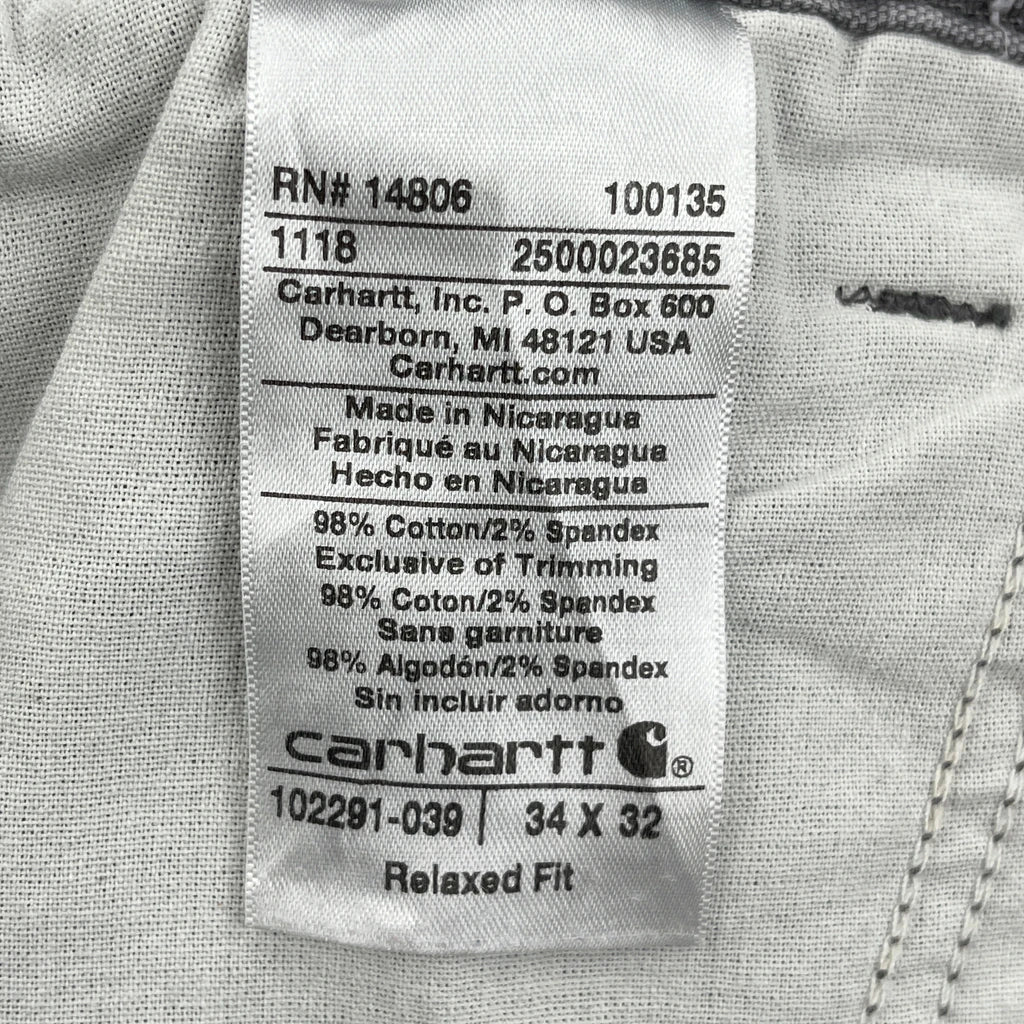 RN# 14806 100135
1118 2500023685
Carhartt, Inc. P. O. Box 600
Dearborn, MI 48121 USA
Carhartt.com
Made in Nicaragua
Fabriqué au Nicaragua
Hecho en Nicaragua
98% Cotton/2% Spandex
Exclusive of Trimming
98% Coton/2% Spandex
Sans garniture
98% Algodón/2% Spandex
Sin incluir adorno
carhartt ®
102291-039 | 34 X 32
Relaxed Fit